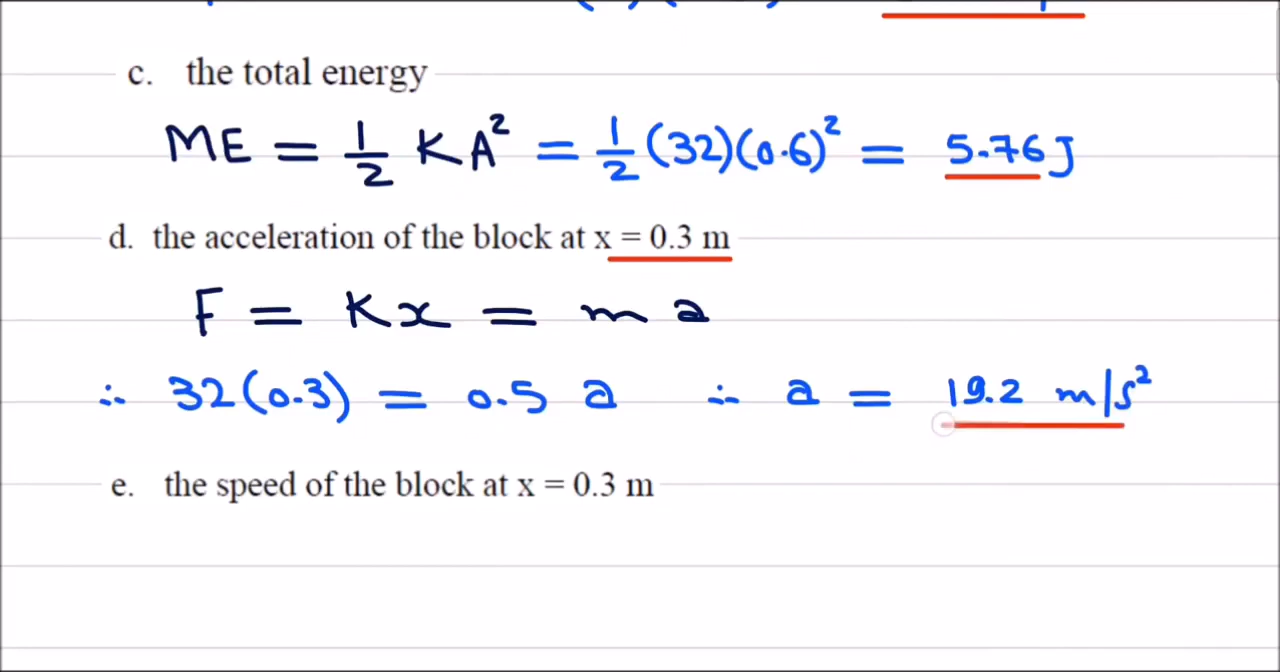 c. the total energy
ME = 1/2 KA² = 1/2 (32)(0.6)² = 5.76 J
d. the acceleration of the block at x = 0.3 m
F = Kx = m a
∴ 32(0.3) = 0.5 a ∴ a = 19.2 m/s²
e. the speed of the block at x = 0.3 m